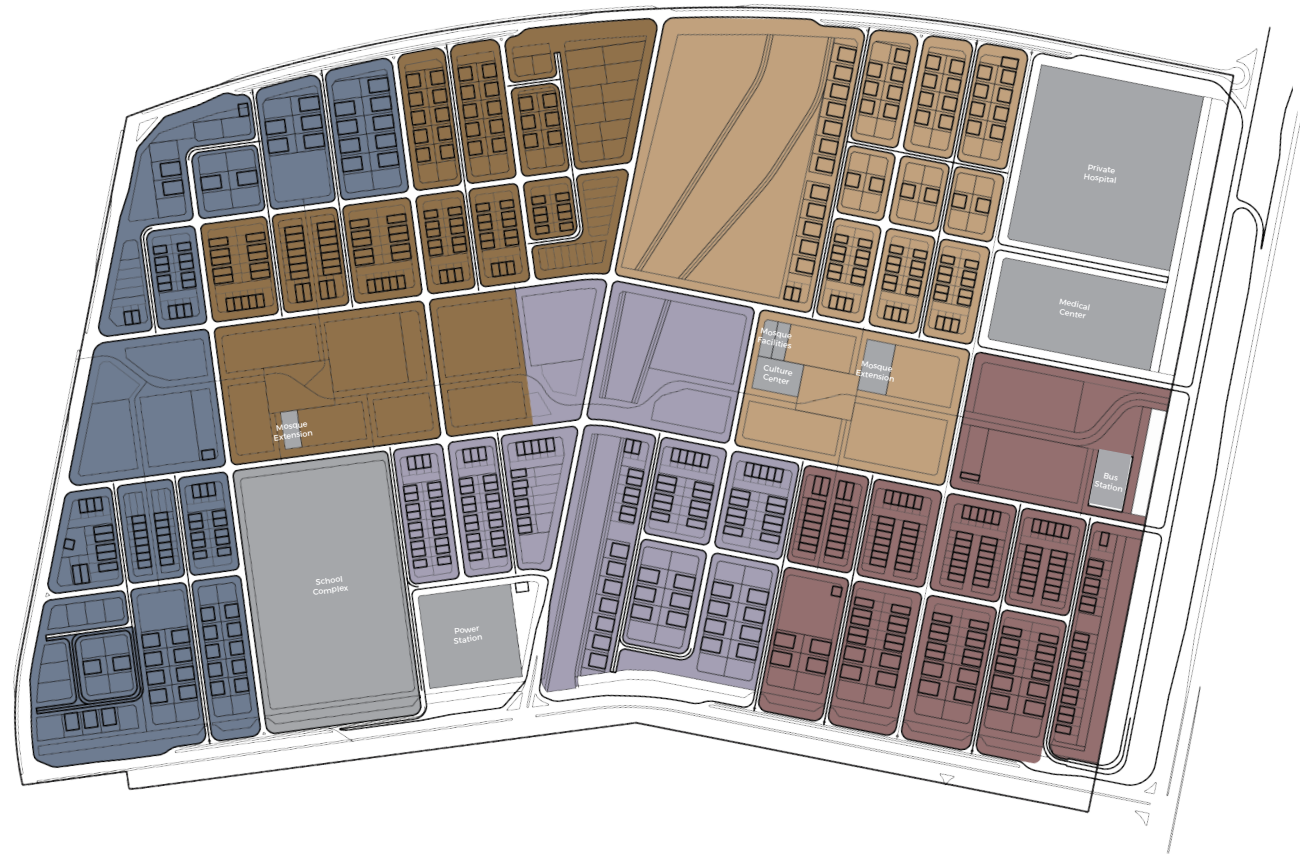 Private
Hospital
Medical
Center
Mosque
Facilities
Culture
Center
Mosque
Extension
Mosque
Extension
Bus
Station
School
Complex
Power
Station